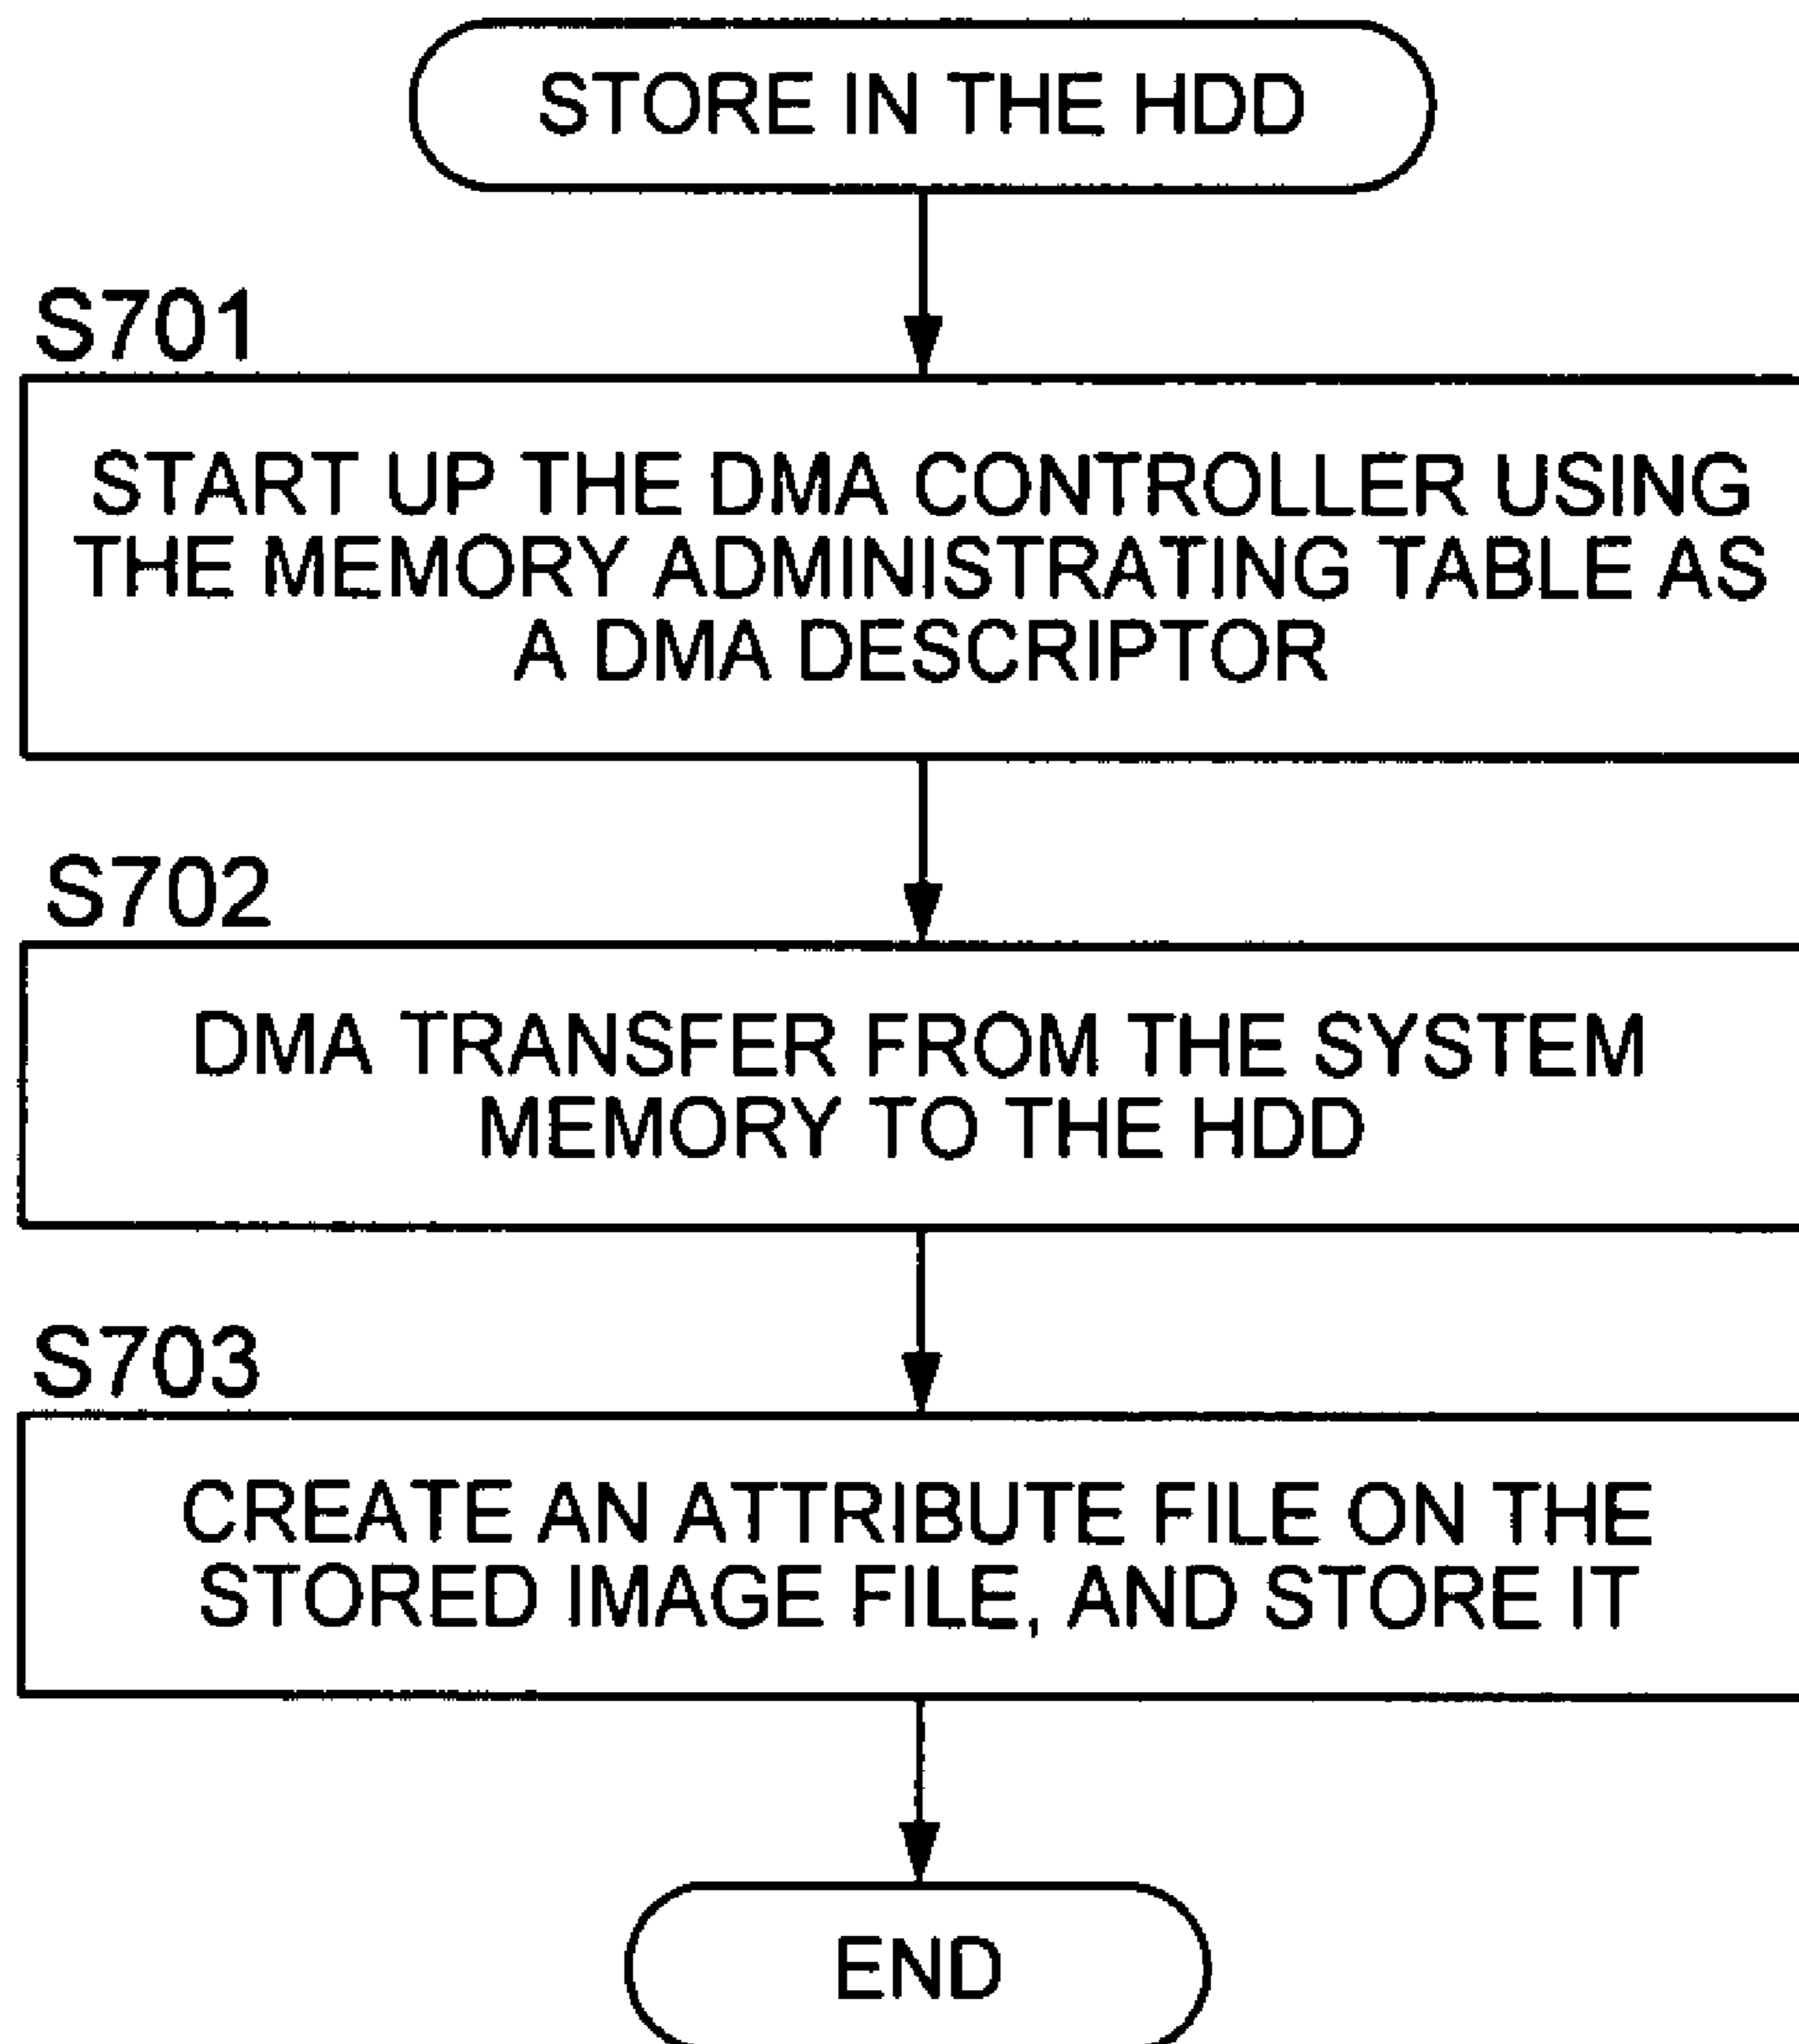 STORE IN THE HDD
S701
START UP THE DMA CONTROLLER USING
THE MEMORY ADMINISTRATING TABLE AS
A DMA DESCRIPTOR
S702
DMA TRANSFER FROM THE SYSTEM
MEMORY TO THE HDD
S703
CREATE AN ATTRIBUTE FILE ON THE
STORED IMAGE FILE, AND STORE IT
END